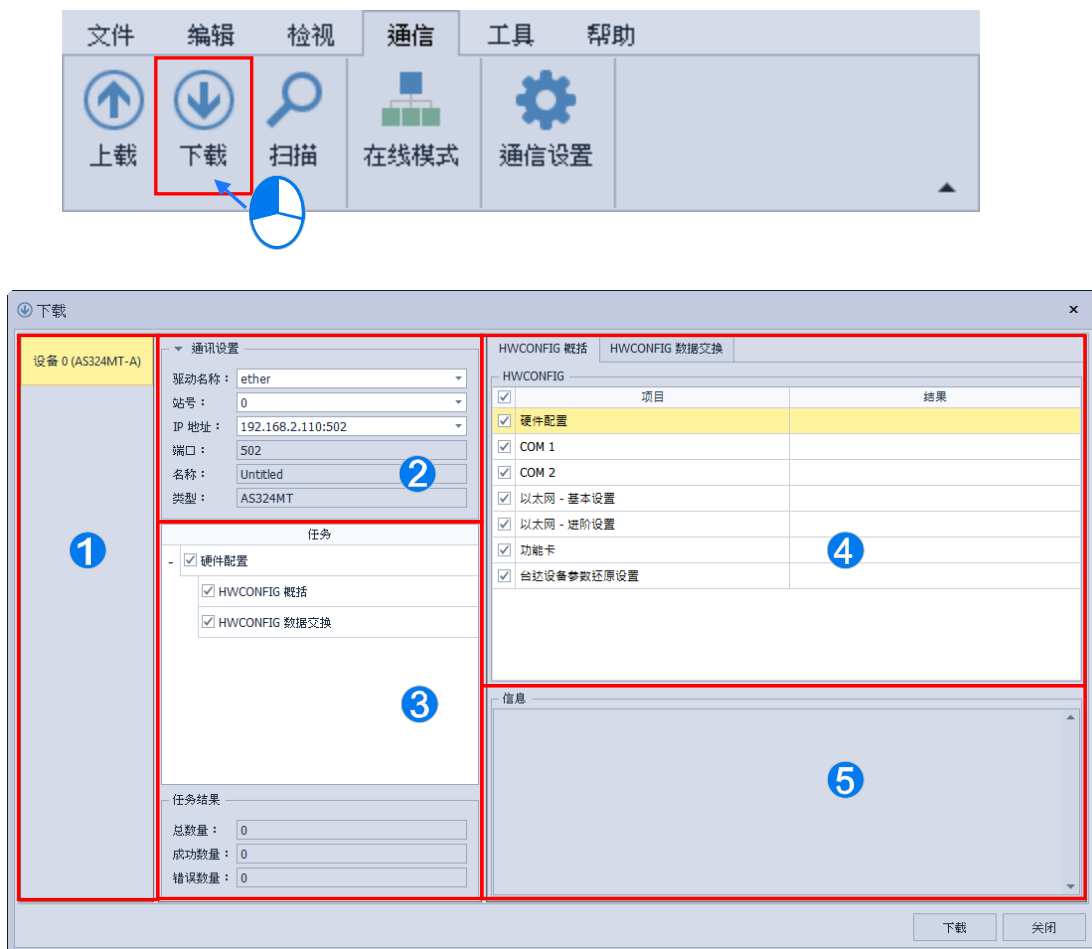 文件 编辑 检视 通信 工具 帮助
上载 下载 扫描 在线模式 通信设置
下载
设备 0 (AS324MT-A)
1
通讯设置
驱动名称： ether
站号： 0
IP 地址： 192.168.2.110:502
端口： 502
名称： Untitled
类型： AS324MT
2
任务
硬件配置
HWCONFIG 概括
HWCONFIG 数据交换
3
任务结果
总数量： 0
成功数量： 0
错误数量： 0
HWCONFIG 概括 HWCONFIG 数据交换
HWCONFIG
项目 结果
硬件配置
COM 1
COM 2
以太网 - 基本设置
以太网 - 进阶设置
功能卡
台达设备参数还原设置
4
信息
5
下载 关闭